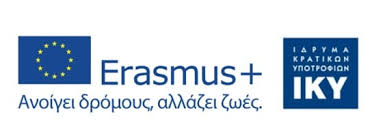 Erasmus+
Ανοίγει δρόμους, αλλάζει ζωές.
ΙΔΡΥΜΑ
ΚΡΑΤΙΚΩΝ
ΥΠΟΤΡΟΦΙΩΝ
ΙΚΥ